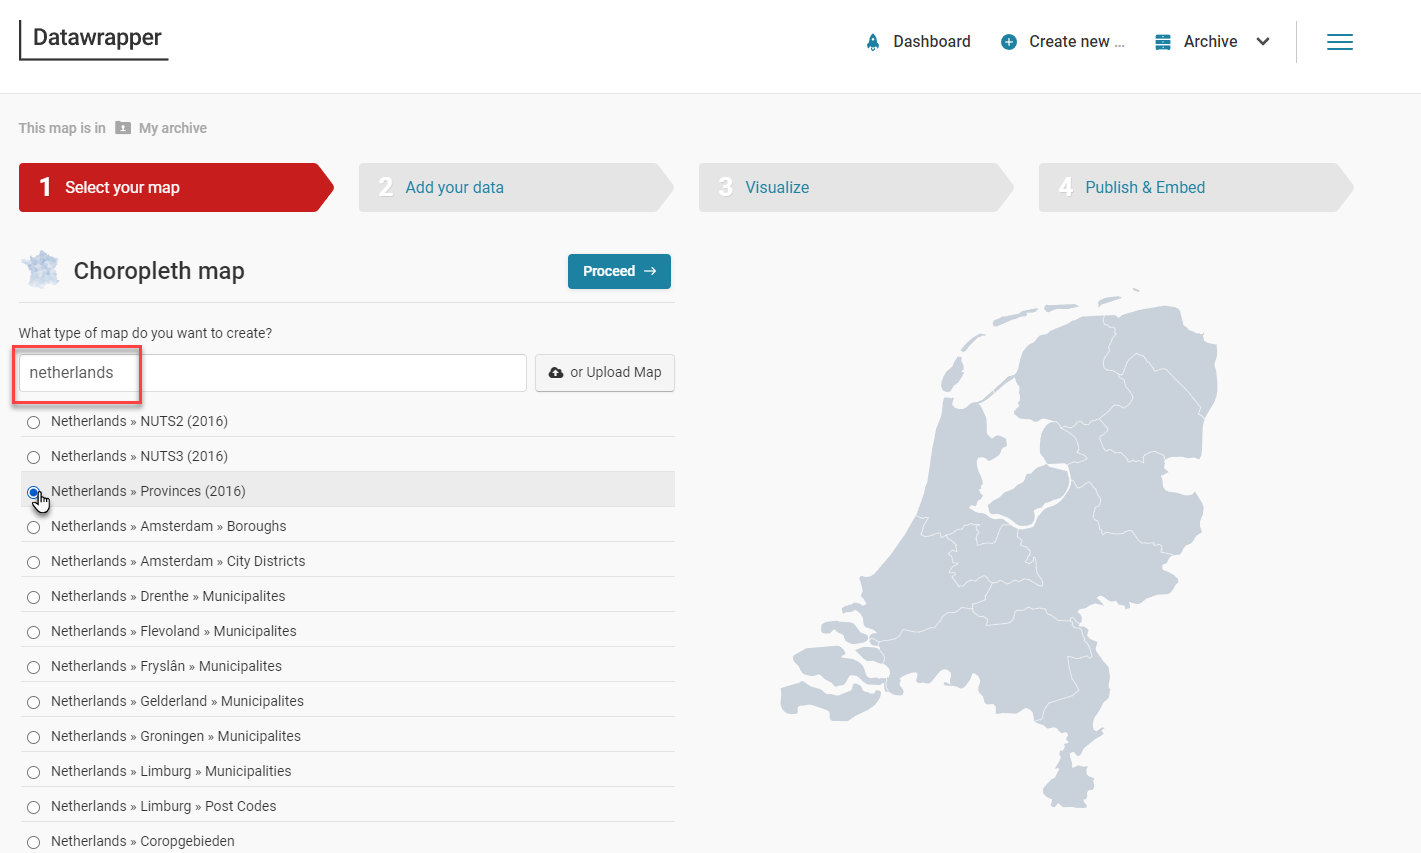 Datawrapper
Dashboard
Create new ...
Archive
This map is in My archive
1 Select your map
2 Add your data
3 Visualize
4 Publish & Embed
Choropleth map
Proceed →
What type of map do you want to create?
netherlands
or Upload Map
Netherlands » NUTS2 (2016)
Netherlands » NUTS3 (2016)
Netherlands » Provinces (2016)
Netherlands » Amsterdam » Boroughs
Netherlands » Amsterdam » City Districts
Netherlands » Drenthe » Municipalites
Netherlands » Flevoland » Municipalites
Netherlands » Fryslân » Municipalites
Netherlands » Gelderland » Municipalites
Netherlands » Groningen » Municipalites
Netherlands » Limburg » Municipalities
Netherlands » Limburg » Post Codes
Netherlands » Coropgebieden